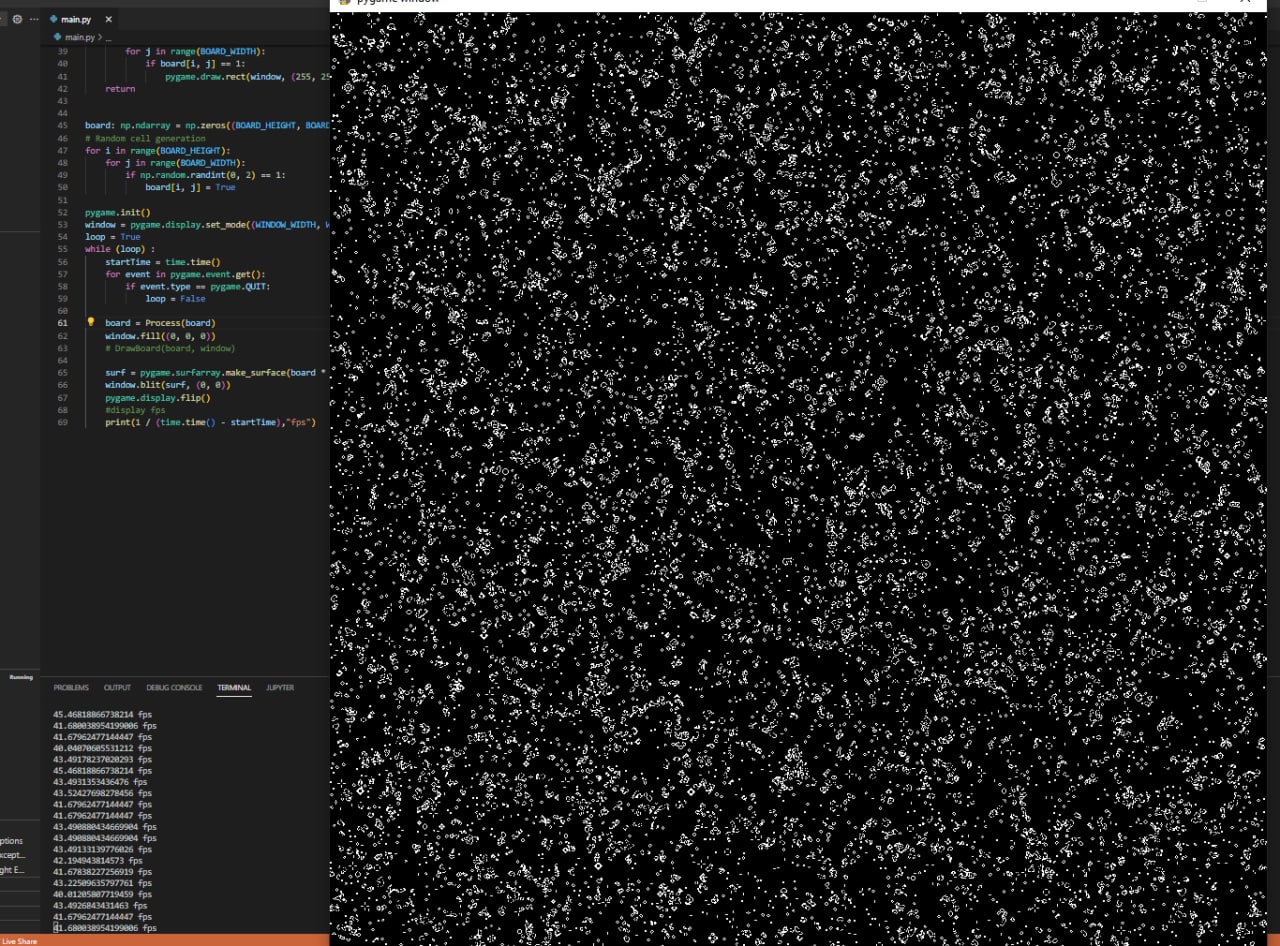 main.py
pygame window
main.py > ...
39 for j in range(BOARD_WIDTH):
40 if board[i, j] == 1:
41 pygame.draw.rect(window, (255, 25
42 return
43
44
45 board: np.ndarray = np.zeros((BOARD_HEIGHT, BOARD
46 # Random cell generation
47 for i in range(BOARD_HEIGHT):
48 for j in range(BOARD_WIDTH):
49 if np.random.randint(0, 2) == 1:
50 board[i, j] = True
51
52 pygame.init()
53 window = pygame.display.set_mode((WINDOW_WIDTH, W
54 loop = True
55 while (loop) :
56 startTime = time.time()
57 for event in pygame.event.get():
58 if event.type == pygame.QUIT:
59 loop = False
60
61 board = Process(board)
62 window.fill((0, 0, 0))
63 # DrawBoard(board, window)
64
65 surf = pygame.surfarray.make_surface(board *
66 window.blit(surf, (0, 0))
67 pygame.display.flip()
68 #display fps
69 print(1 / (time.time() - startTime),"fps")
Running
PROBLEMS OUTPUT DEBUG CONSOLE TERMINAL JUPYTER
45.46818866738214 fps
41.680038954199006 fps
41.67962477144447 fps
40.04070605531212 fps
43.49178237020293 fps
45.46818866738214 fps
43.4931353436476 fps
43.52427698278456 fps
41.67962477144447 fps
41.67962477144447 fps
43.490880434669904 fps
43.490880434669904 fps
43.49133139776026 fps
42.194943814573 fps
41.67838227256919 fps
43.22509635797761 fps
40.01205807719459 fps
43.4926843431463 fps
41.67962477144447 fps
41.680038954199006 fps
ptions
xcept...
ght E...
Live Share